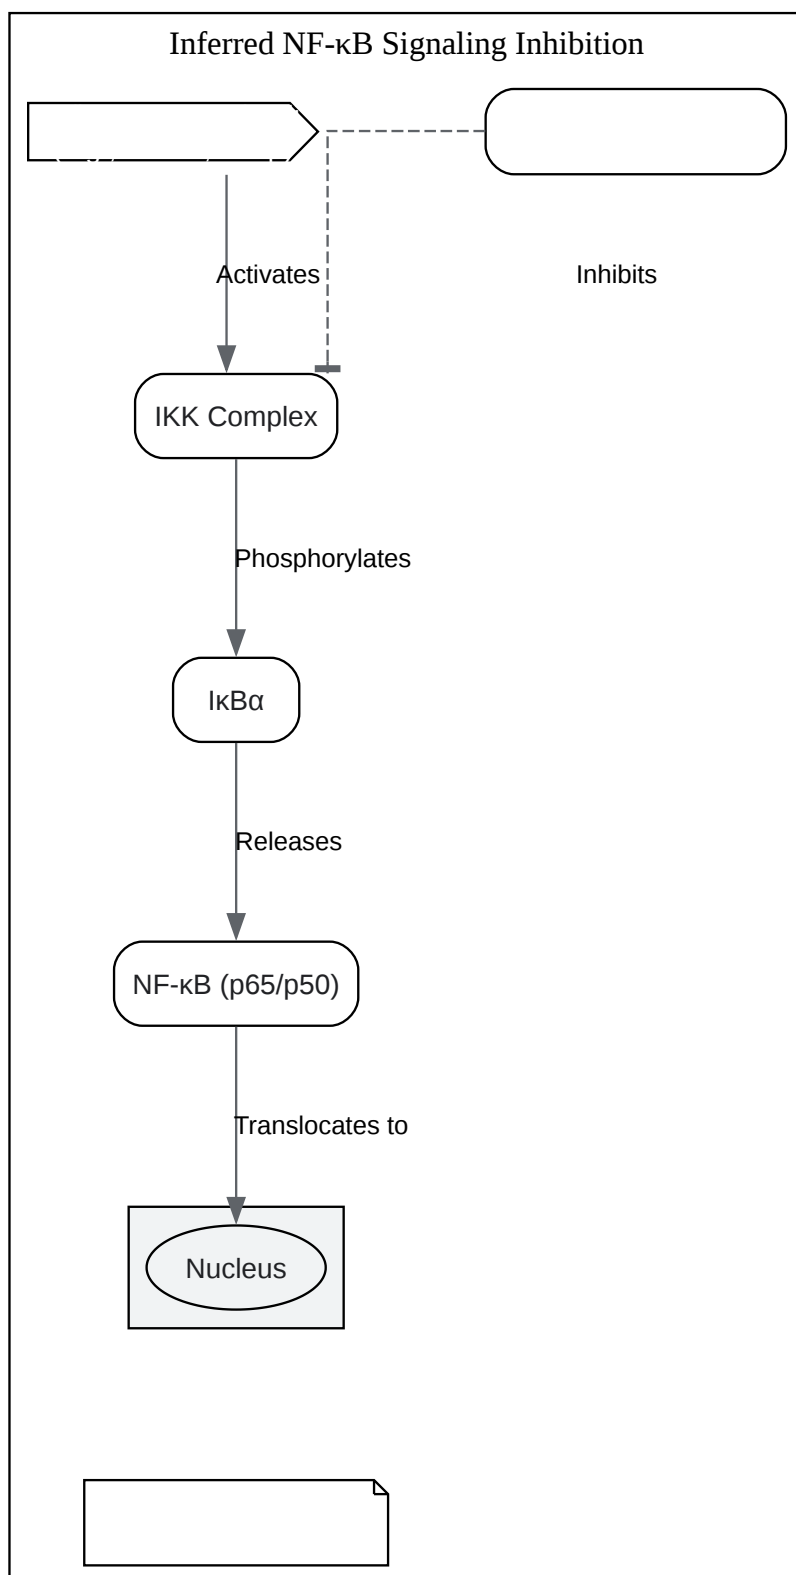 Inferred NF-κB Signaling Inhibition
Activates
Inhibits
IKK Complex
Phosphorylates
IκBα
Releases
NF-κB (p65/p50)
Translocates to
Nucleus